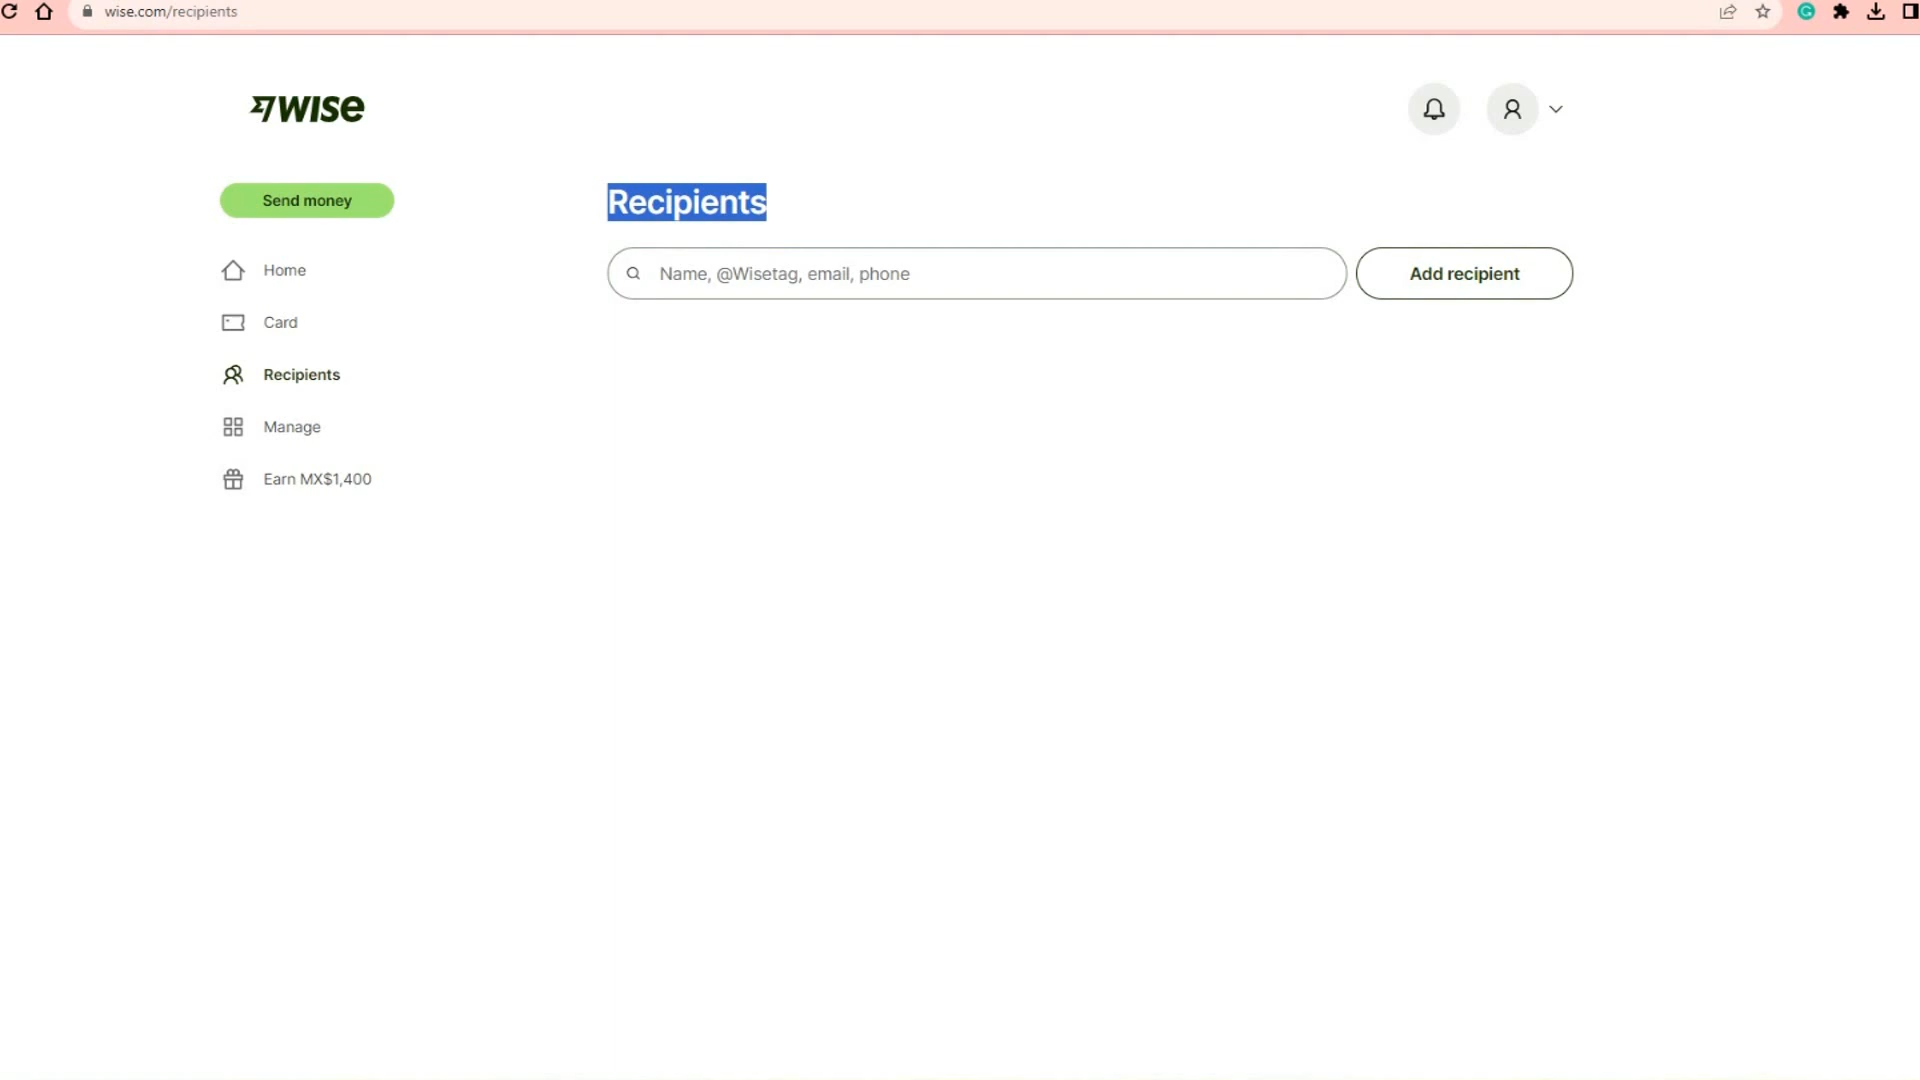 wise.com/recipients
WISE
Send money
Home
Card
Recipients
Manage
Earn MX$1,400
Recipients
Name, @Wisetag, email, phone
Add recipient